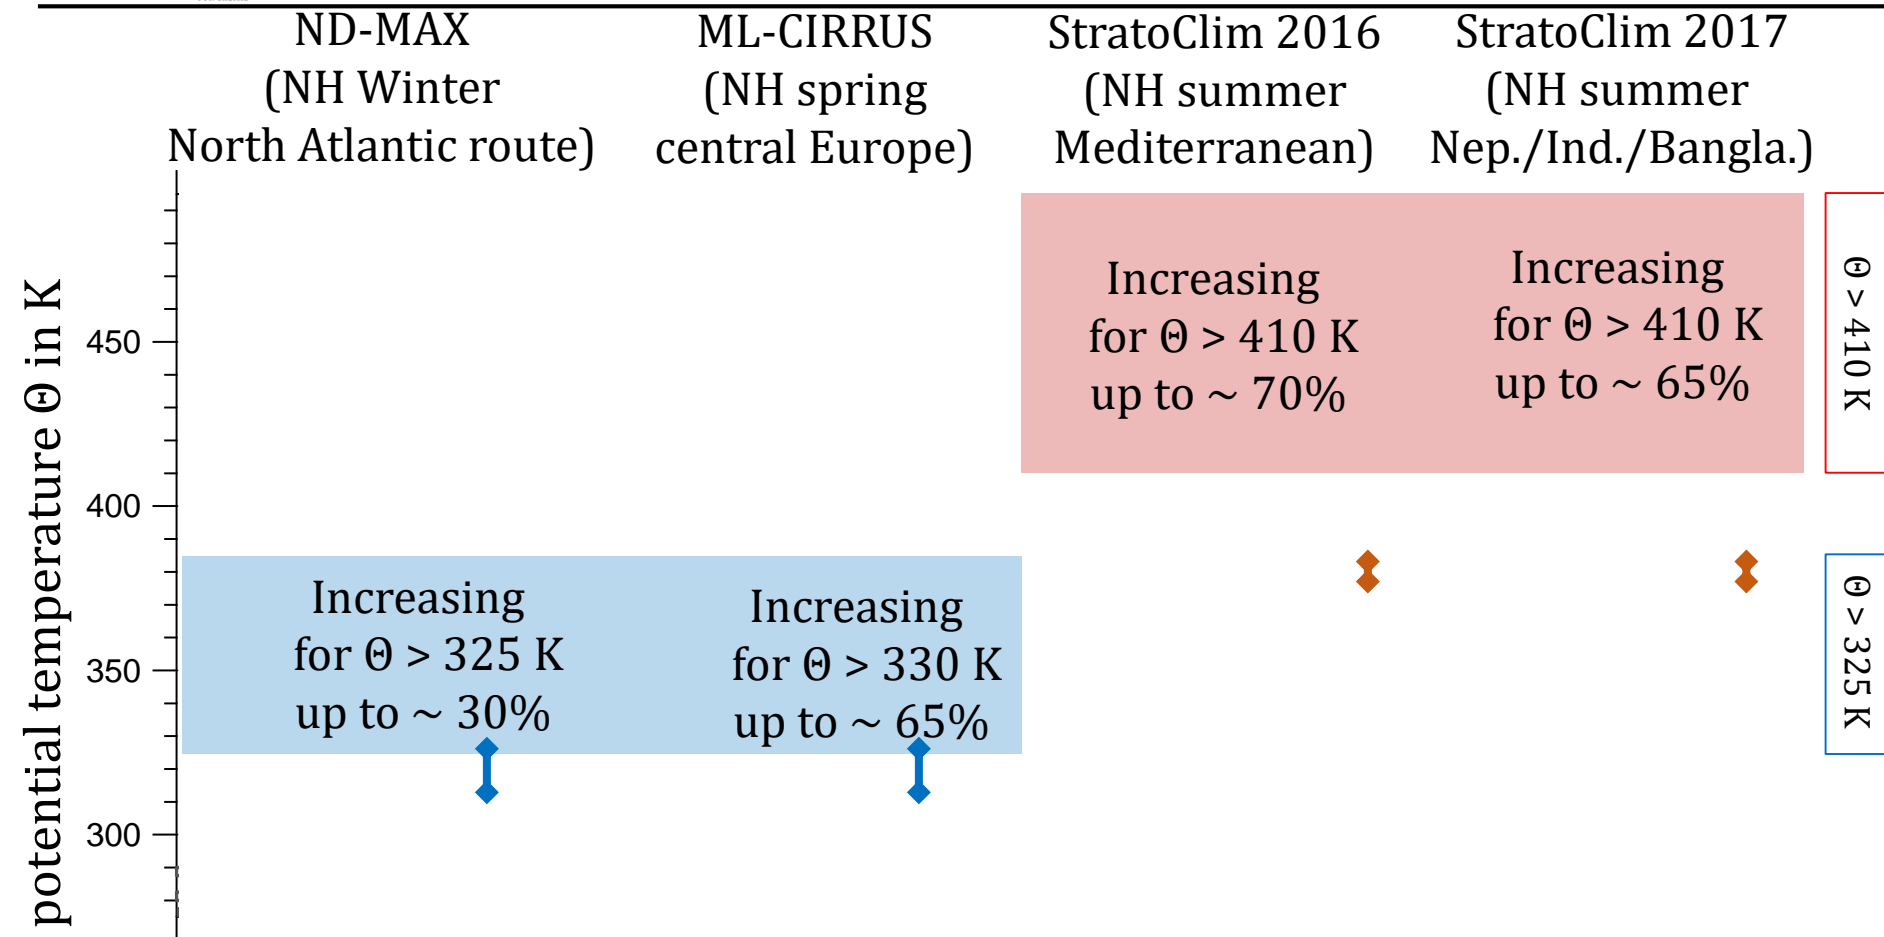 ND-MAX
(NH Winter
North Atlantic route)
ML-CIRRUS
(NH spring
central Europe)
StratoClim 2016
(NH summer
Mediterranean)
StratoClim 2017
(NH summer
Nep./Ind./Bangla.)
potential temperature Θ in K
450
400
350
300
Increasing
for Θ > 325 K
up to ~ 30%
Increasing
for Θ > 330 K
up to ~ 65%
Increasing
for Θ > 410 K
up to ~ 70%
Increasing
for Θ > 410 K
up to ~ 65%
Θ > 410 K
Θ > 325 K